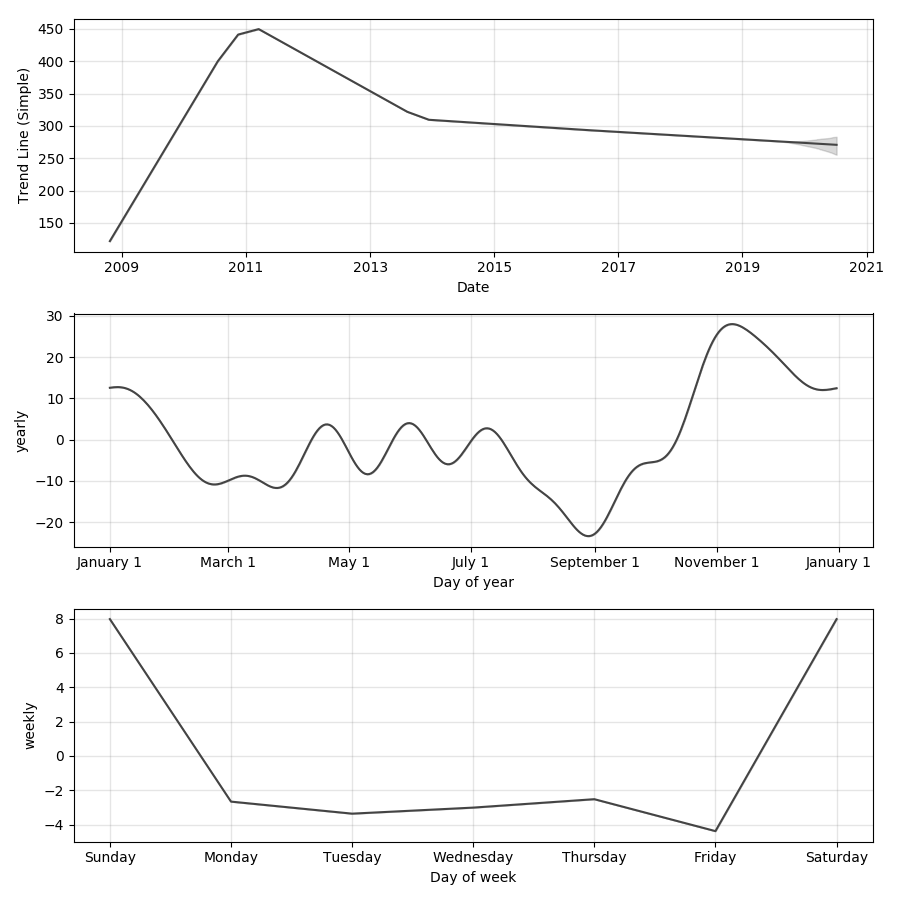 450
400
350
300
250
200
150
Trend Line (Simple)
2009 2011 2013 2015 2017 2019 2021
Date
30
20
10
0
−10
−20
yearly
January 1 March 1 May 1 July 1 September 1 November 1 January 1
Day of year
8
6
4
2
0
−2
−4
weekly
Sunday Monday Tuesday Wednesday Thursday Friday Saturday
Day of week